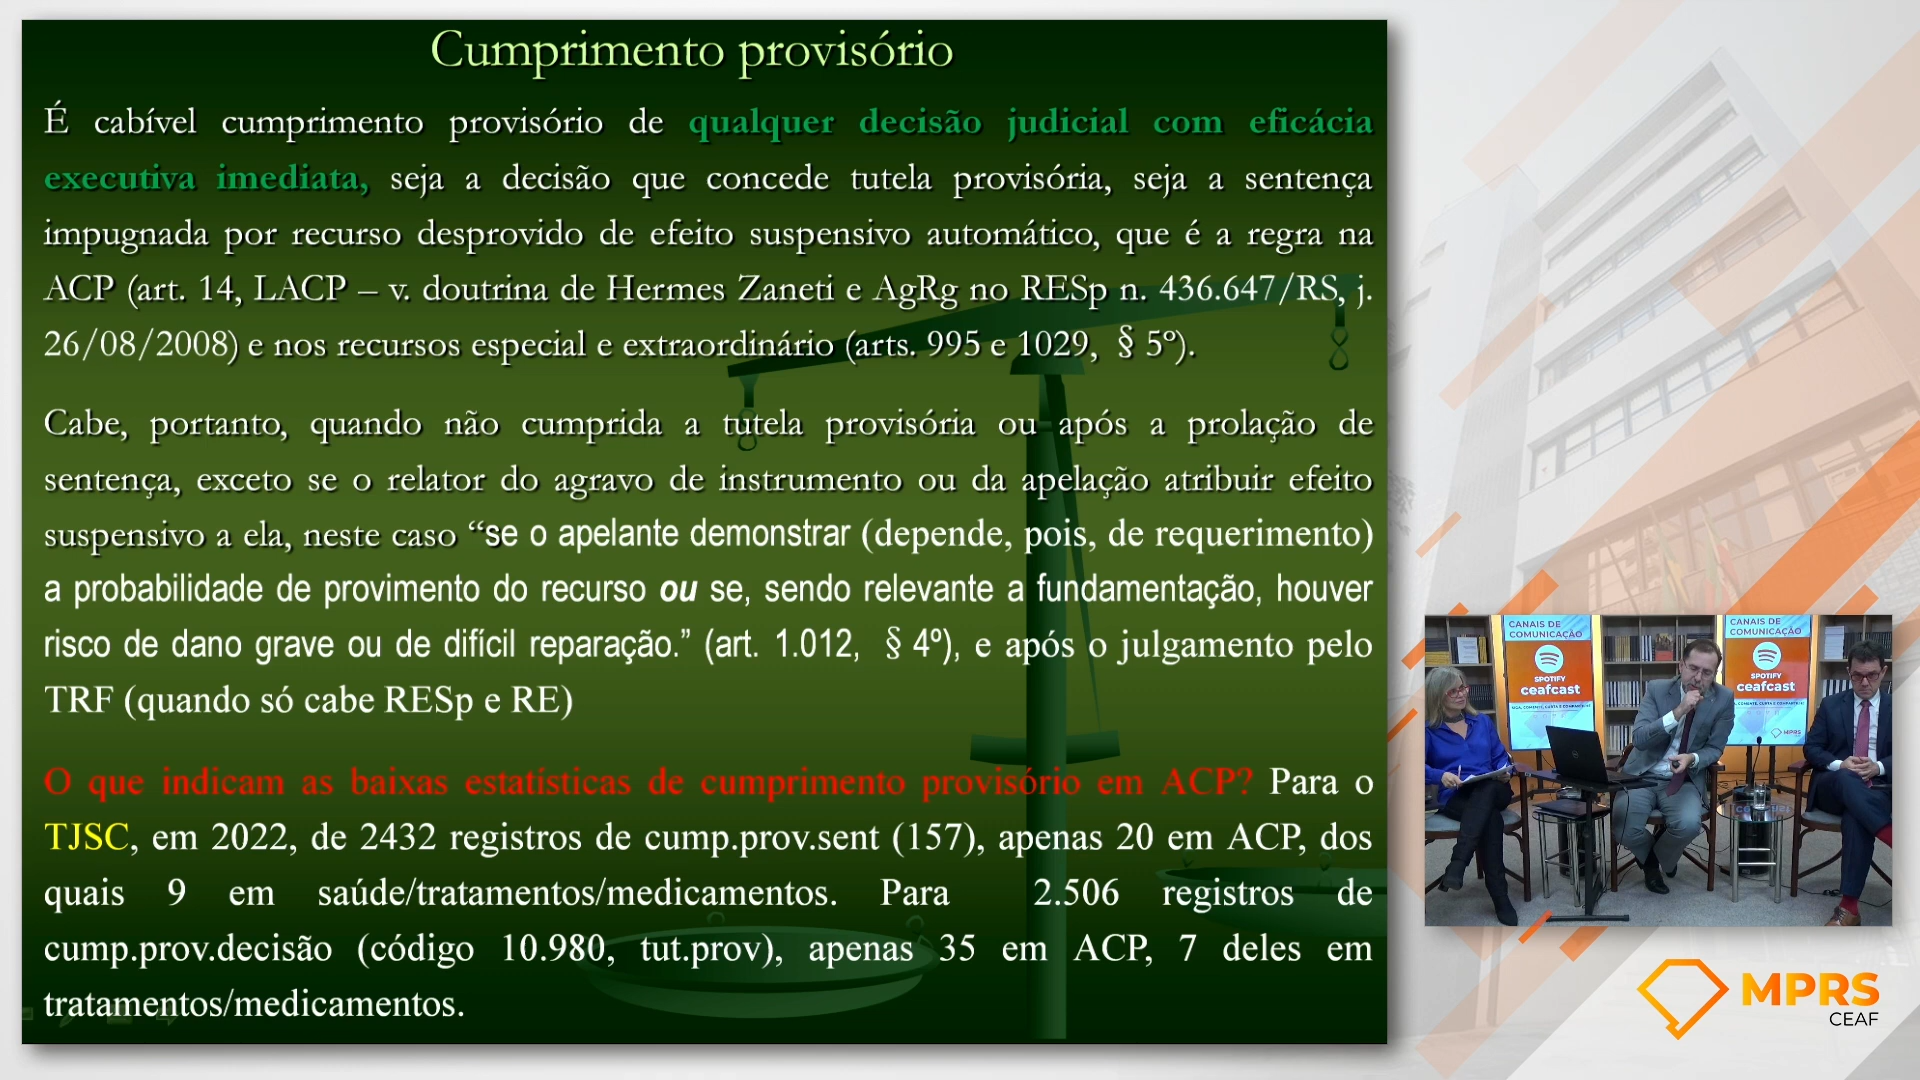 Cumprimento provisório
É cabível cumprimento provisório de qualquer decisão judicial com eficácia
executiva imediata, seja a decisão que concede tutela provisória, seja a sentença
impugnada por recurso desprovido de efeito suspensivo automático, que é a regra na
ACP (art. 14, LACP – v. doutrina de Hermes Zaneti e AgRg no RESp n. 436.647/RS, j.
26/08/2008) e nos recursos especial e extraordinário (arts. 995 e 1029, § 5º).
Cabe, portanto, quando não cumprida a tutela provisória ou após a prolação de
sentença, exceto se o relator do agravo de instrumento ou da apelação atribuir efeito
suspensivo a ela, neste caso “se o apelante demonstrar (depende, pois, de requerimento)
a probabilidade de provimento do recurso ou se, sendo relevante a fundamentação, houver
risco de dano grave ou de difícil reparação.” (art. 1.012, § 4º), e após o julgamento pelo
TRF (quando só cabe RESp e RE)
O que indicam as baixas estatísticas de cumprimento provisório em ACP? Para o
TJSC, em 2022, de 2432 registros de cump.prov.sent (157), apenas 20 em ACP, dos
quais 9 em saúde/tratamentos/medicamentos. Para 2.506 registros de
cump.prov.decisão (código 10.980, tut.prov), apenas 35 em ACP, 7 deles em
tratamentos/medicamentos.
CANAIS DE
COMUNICAÇÃO
SPOTIFY
ceafcast
CANAIS DE
COMUNICAÇÃO
SPOTIFY
ceafcast
MPRS
MPRS
CEAF